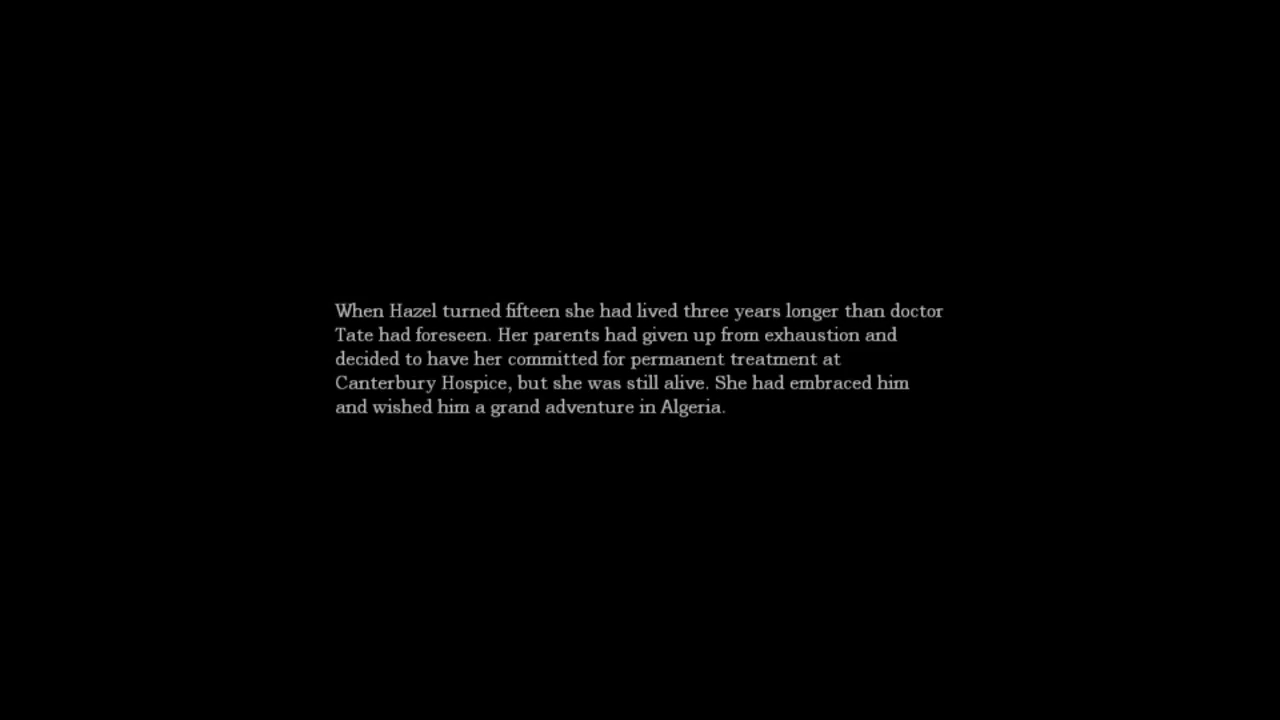 When Hazel turned fifteen she had lived three years longer than doctor
Tate had foreseen. Her parents had given up from exhaustion and
decided to have her committed for permanent treatment at
Canterbury Hospice, but she was still alive. She had embraced him
and wished him a grand adventure in Algeria.